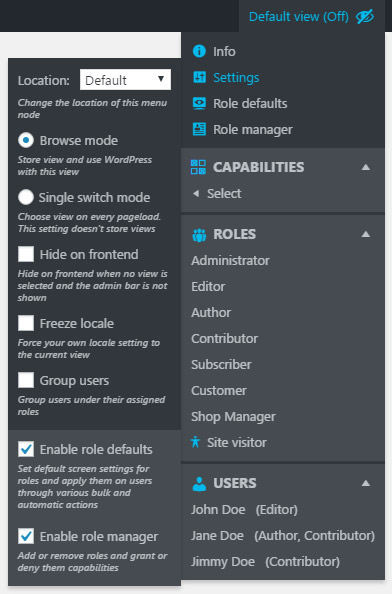 Default view (Off)
Info
Settings
Role defaults
Role manager
CAPABILITIES
Select
ROLES
Administrator
Editor
Author
Contributor
Subscriber
Customer
Shop Manager
Site visitor
USERS
John Doe (Editor)
Jane Doe (Author, Contributor)
Jimmy Doe (Contributor)
Location: Default
Change the location of this menu
node
Browse mode
Store view and use WordPress
with this view
Single switch mode
Choose view on every pageload.
This setting doesn't store views
Hide on frontend
Hide on frontend when no view is
selected and the admin bar is not
shown
Freeze locale
Force your own locale setting to
the current view
Group users
Group users under their assigned
roles
Enable role defaults
Set default screen settings for
roles and apply them on users
through various bulk and
automatic actions
Enable role manager
Add or remove roles and grant or
deny them capabilities